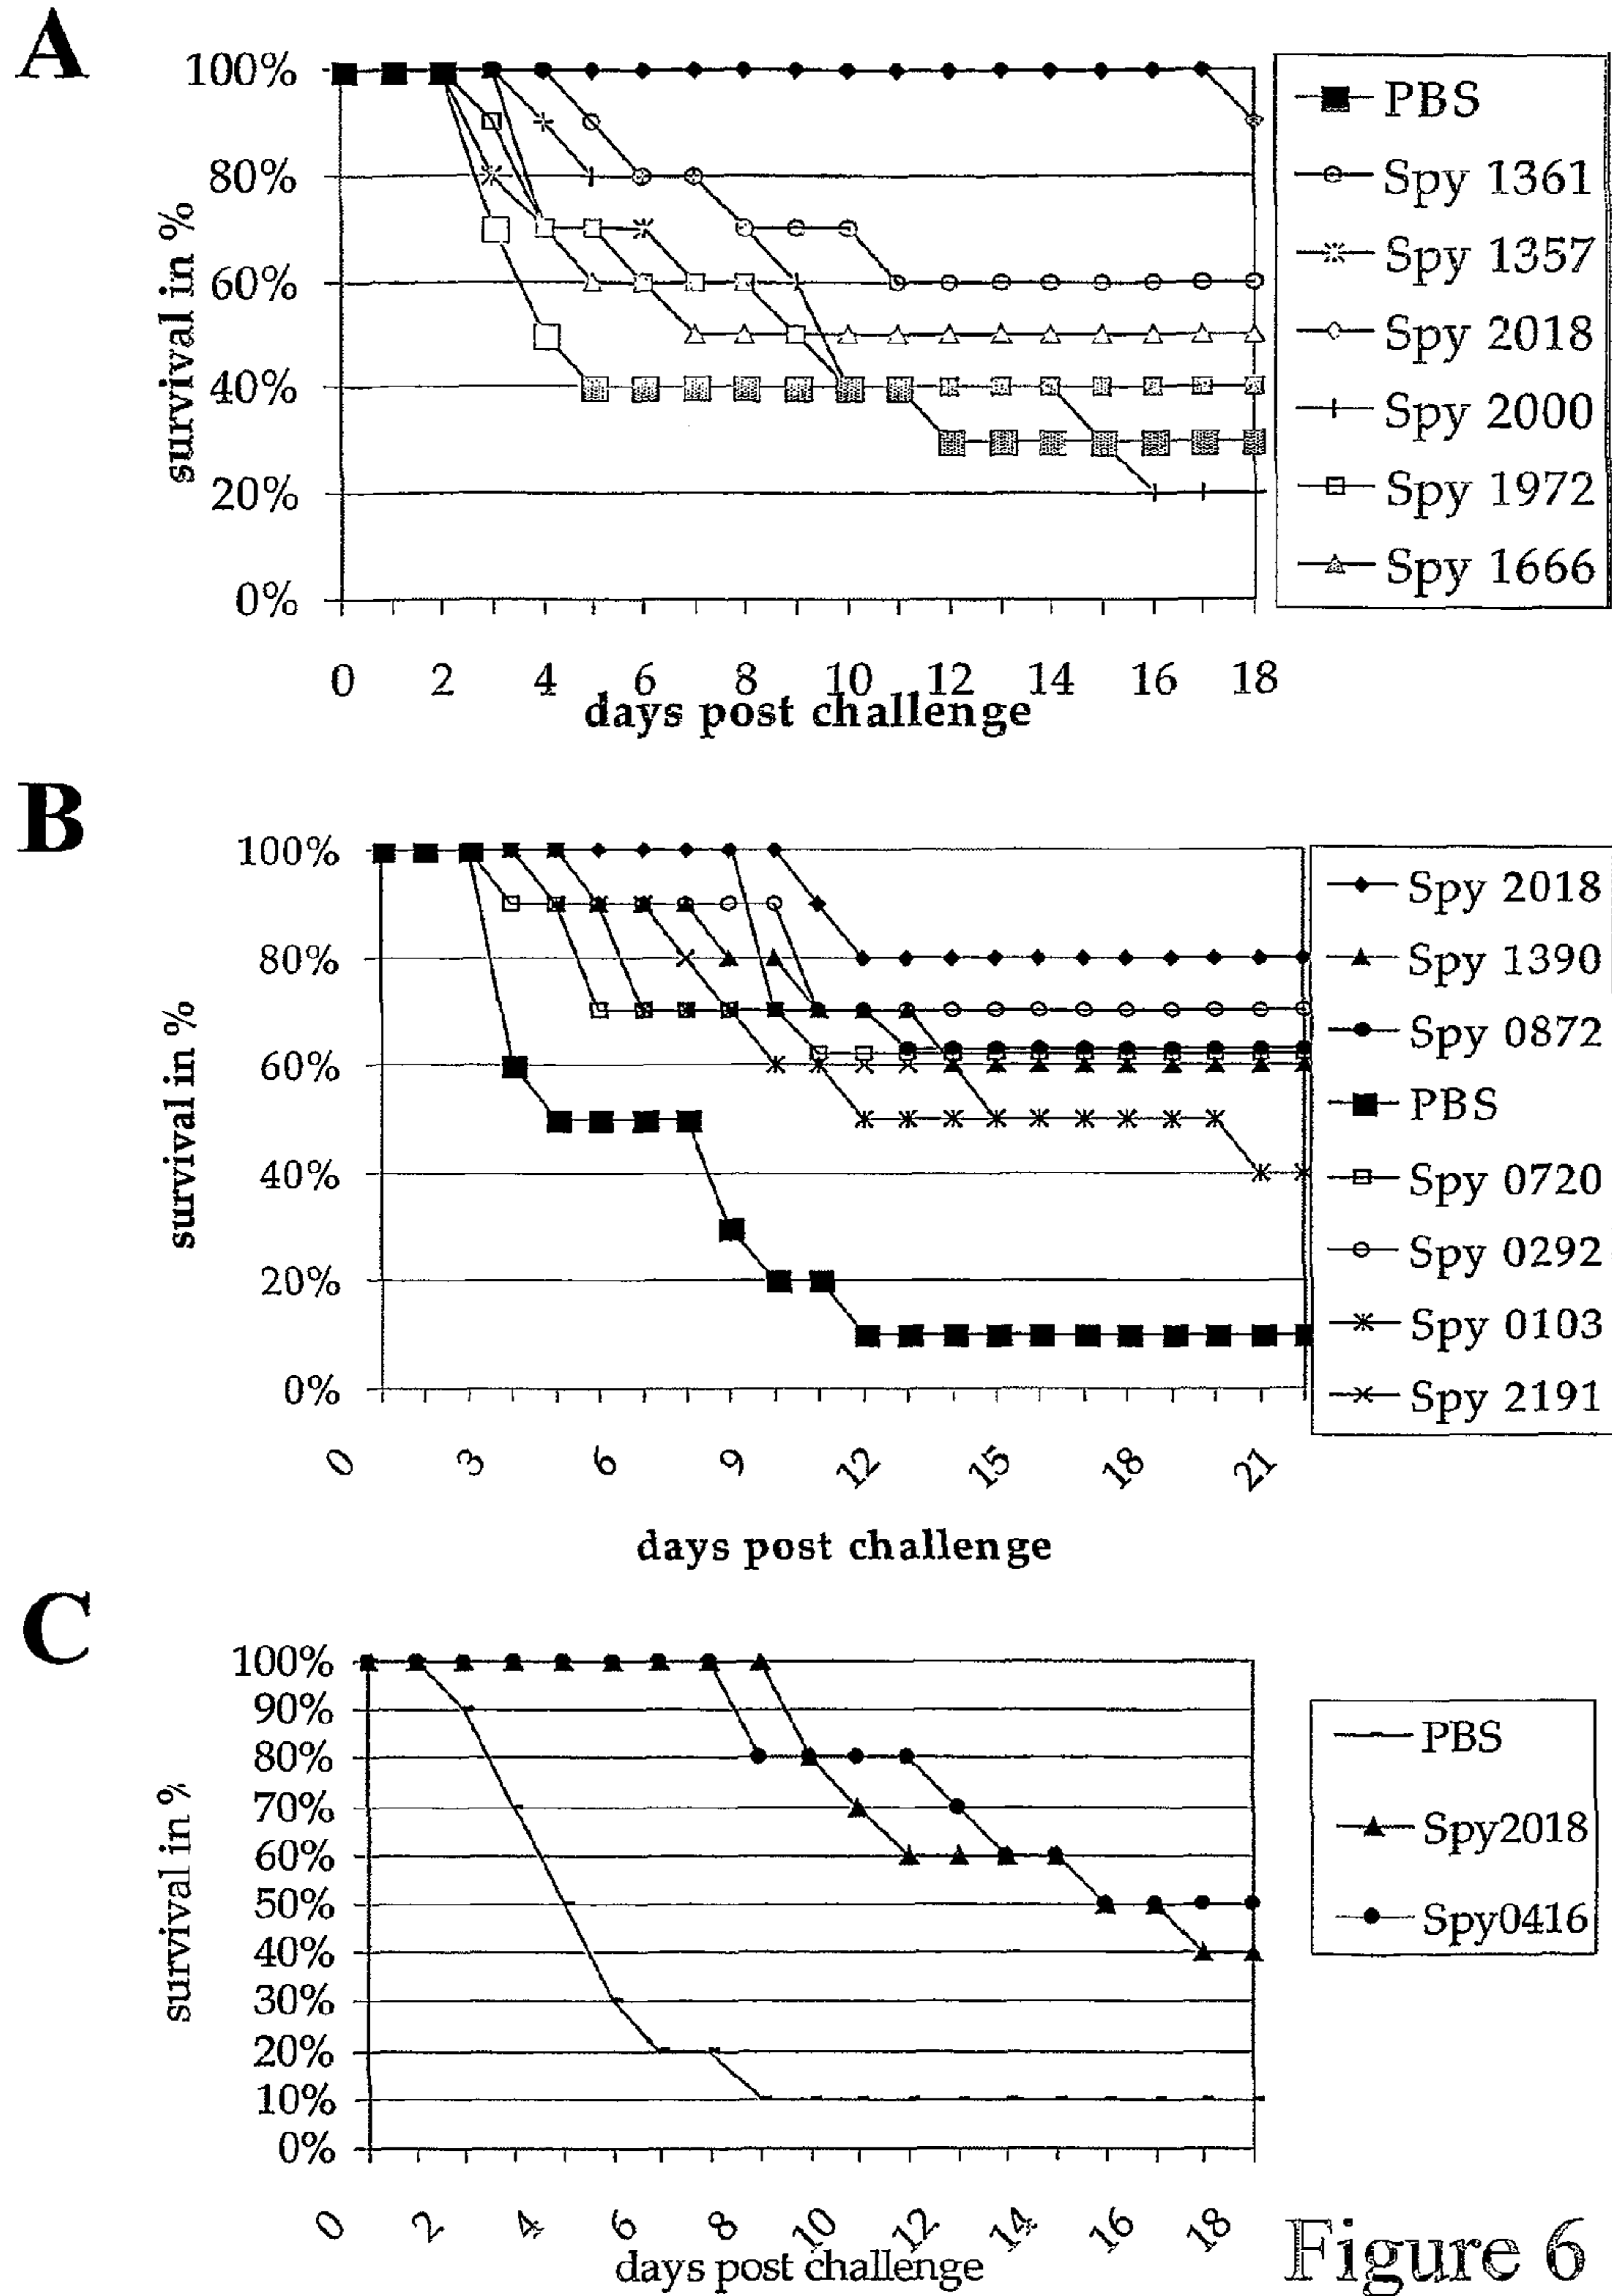 A
100%
80%
60%
40%
20%
0%
survival in %
0 2 4 6 8 10 12 14 16 18
days post challenge
PBS
Spy 1361
Spy 1357
Spy 2018
Spy 2000
Spy 1972
Spy 1666
B
100%
80%
60%
40%
20%
0%
survival in %
0 3 6 9 12 15 18 21
days post challenge
Spy 2018
Spy 1390
Spy 0872
PBS
Spy 0720
Spy 0292
Spy 0103
Spy 2191
C
100%
90%
80%
70%
60%
50%
40%
30%
20%
10%
0%
survival in %
0 2 4 6 8 10 12 14 16 18
days post challenge
PBS
Spy2018
Spy0416
Figure 6